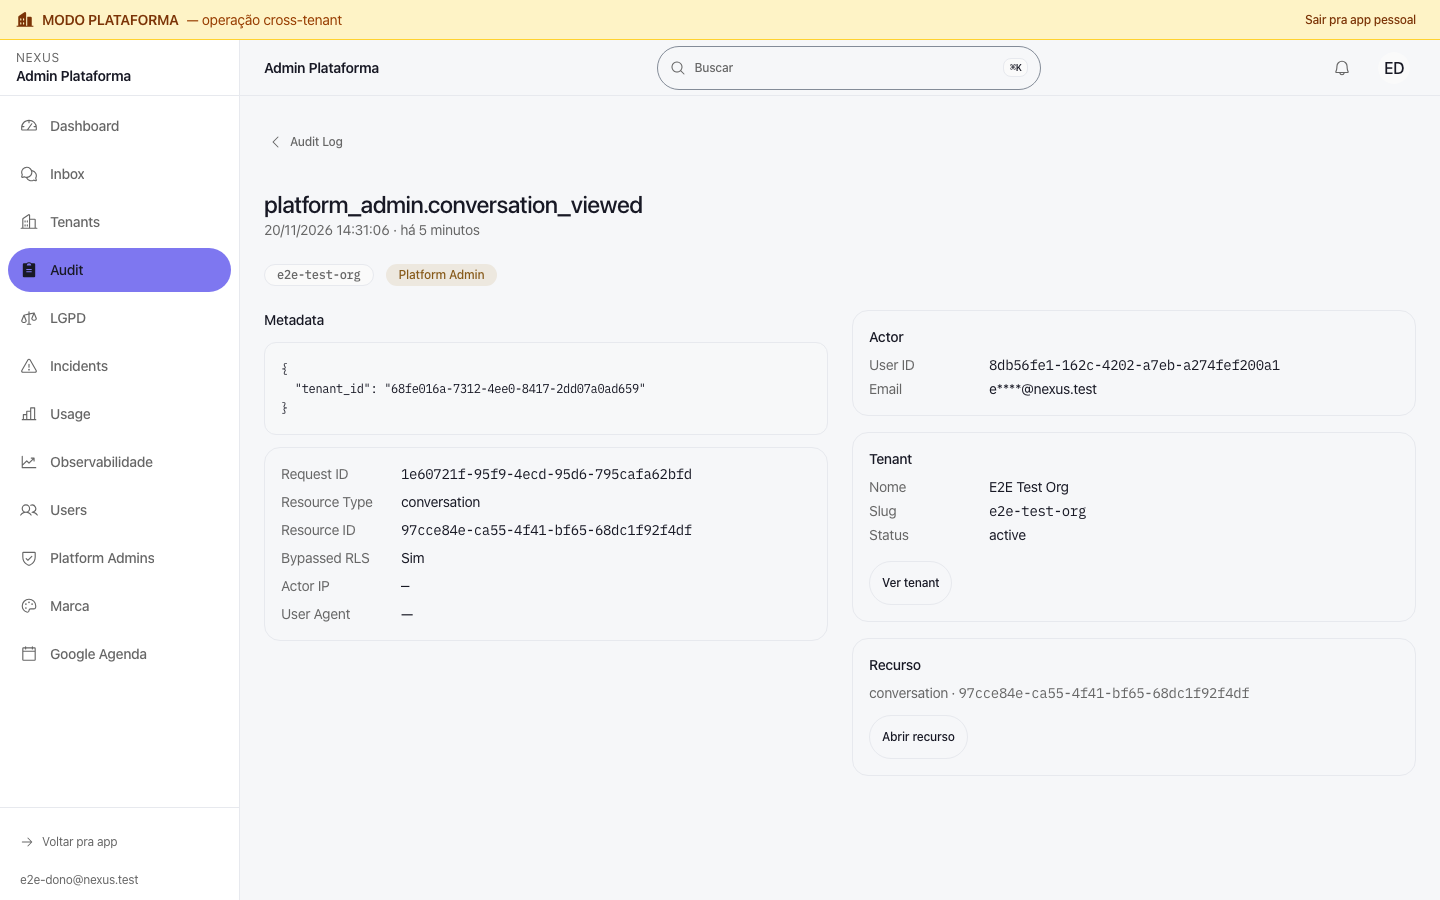 MODO PLATAFORMA — operação cross-tenant
Sair pra app pessoal
NEXUS
Admin Plataforma
Admin Plataforma
Buscar
⌘K
ED
Dashboard
Inbox
Tenants
Audit
LGPD
Incidents
Usage
Observabilidade
Users
Platform Admins
Marca
Google Agenda
Voltar pra app
e2e-dono@nexus.test
Audit Log
platform_admin.conversation_viewed
20/11/2026 14:31:06 · há 5 minutos
e2e-test-org
Platform Admin
Metadata
{
"tenant_id": "68fe016a-7312-4ee0-8417-2dd07a0ad659"
}
Request ID 1e60721f-95f9-4ecd-95d6-795cafa62bfd
Resource Type conversation
Resource ID 97cce84e-ca55-4f41-bf65-68dc1f92f4df
Bypassed RLS Sim
Actor IP —
User Agent —
Actor
User ID 8db56fe1-162c-4202-a7eb-a274fef200a1
Email e****@nexus.test
Tenant
Nome E2E Test Org
Slug e2e-test-org
Status active
Ver tenant
Recurso
conversation · 97cce84e-ca55-4f41-bf65-68dc1f92f4df
Abrir recurso